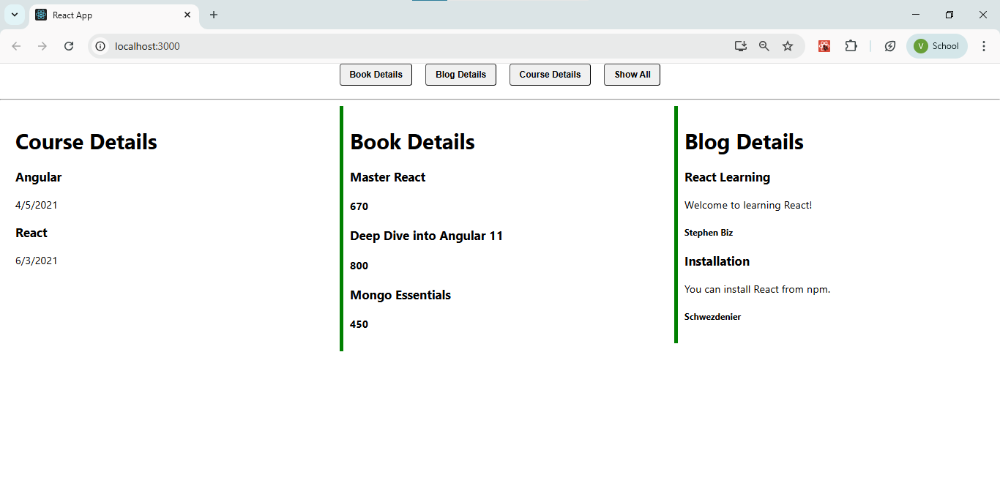 React App
localhost:3000
V School
Book Details Blog Details Course Details Show All
Course Details
Angular
4/5/2021
React
6/3/2021
Book Details
Master React
670
Deep Dive into Angular 11
800
Mongo Essentials
450
Blog Details
React Learning
Welcome to learning React!
Stephen Biz
Installation
You can install React from npm.
Schwezdenier